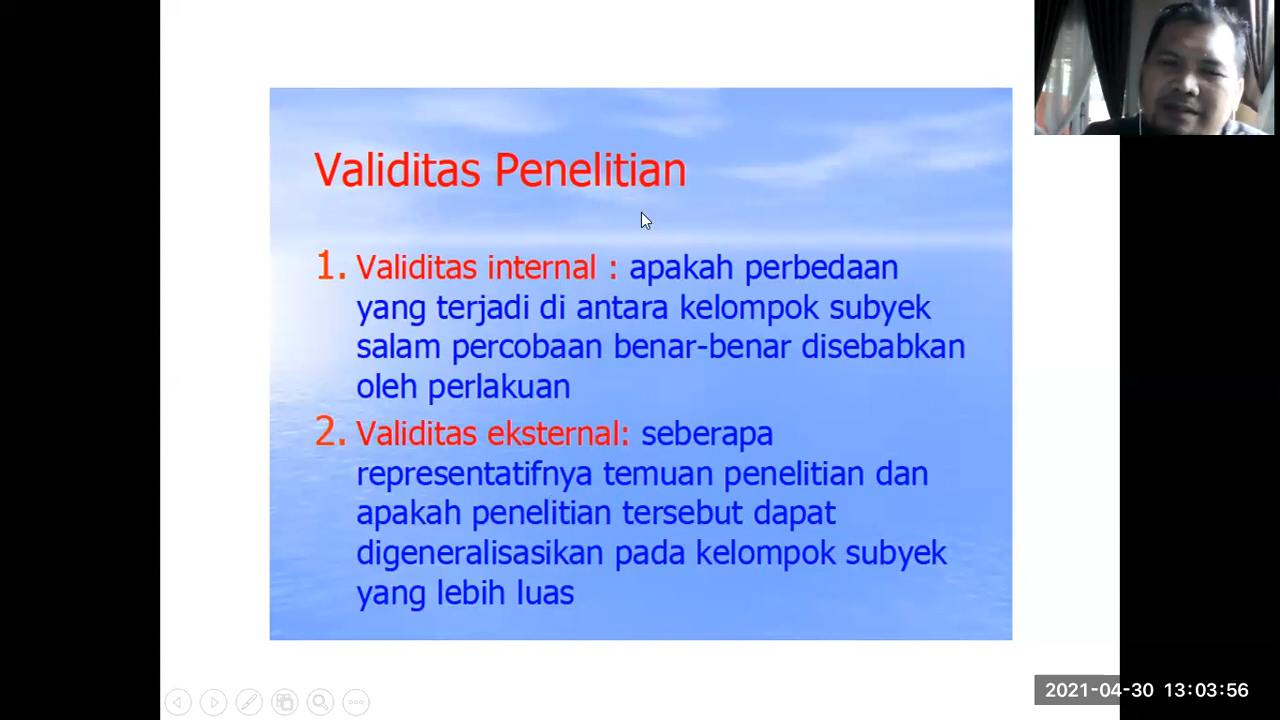 Validitas Penelitian
1. Validitas internal : apakah perbedaan
yang terjadi di antara kelompok subyek
salam percobaan benar-benar disebabkan
oleh perlakuan
2. Validitas eksternal: seberapa
representatifnya temuan penelitian dan
apakah penelitian tersebut dapat
digeneralisasikan pada kelompok subyek
yang lebih luas
2021-04-30 13:03:56